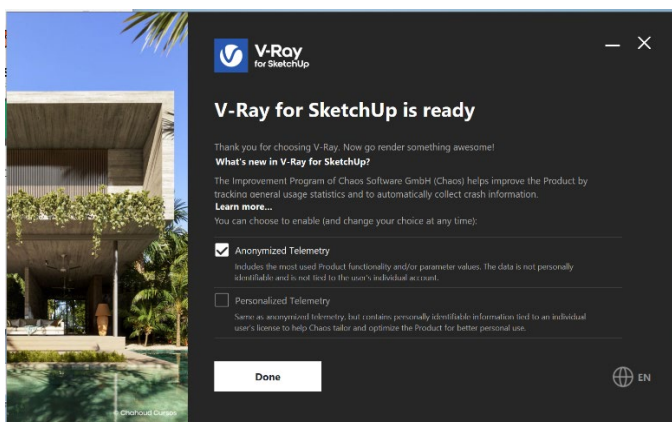 V-Ray
for SketchUp
V-Ray for SketchUp is ready
Thank you for choosing V-Ray. Now go render something awesome!
What's new in V-Ray for SketchUp?
The Improvement Program of Chaos Software GmbH (Chaos) helps improve the Product by
tracking general usage statistics and to automatically collect crash information.
Learn more...
You can choose to enable (and change your choice at any time):
Anonymized Telemetry
Includes the most used Product functionality and/or parameter values. The data is not personally
identifiable and is not tied to the user's individual account.
Personalized Telemetry
Same as anonymized telemetry, but contains personally identifiable information tied to an individual
user's license to help Chaos tailor and optimize the Product for better personal use.
Done
EN
© Chahoud Cursos